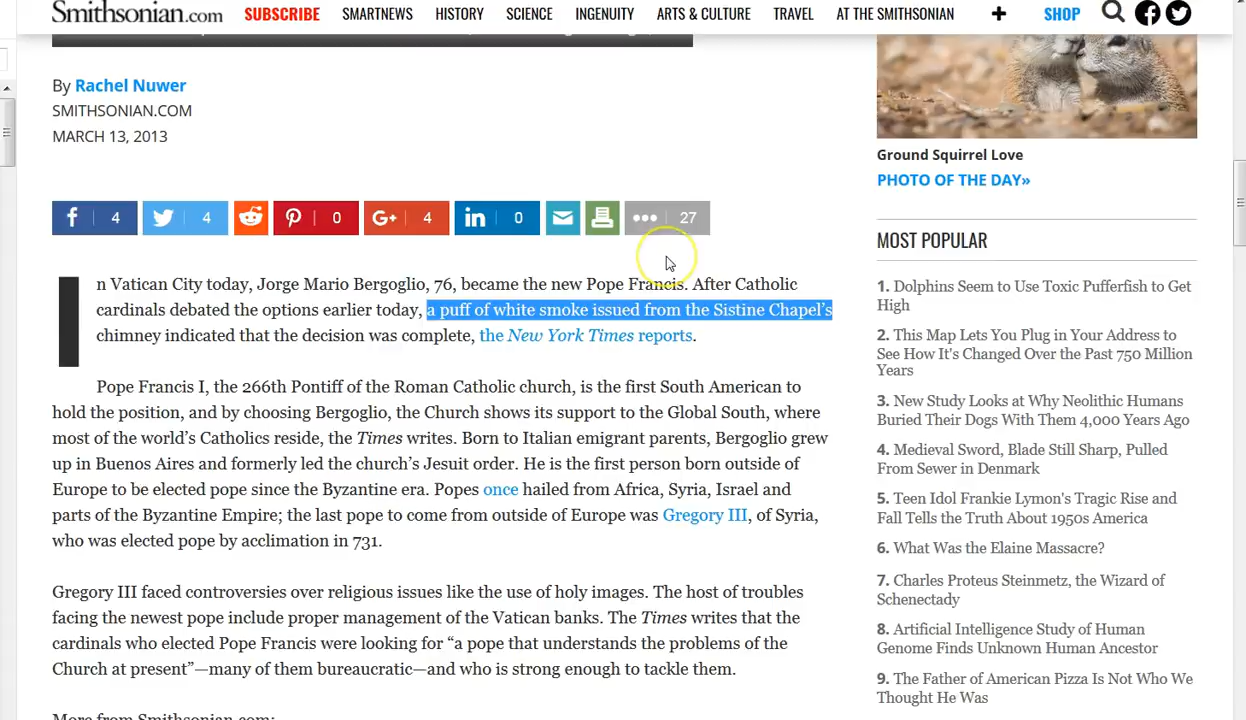 Smithsonian.com
SUBSCRIBE
SMARTNEWS
HISTORY
SCIENCE
INGENUITY
ARTS & CULTURE
TRAVEL
AT THE SMITHSONIAN
SHOP
By Rachel Nuwer
SMITHSONIAN.COM
MARCH 13, 2013
4
4
0
4
0
27
In Vatican City today, Jorge Mario Bergoglio, 76, became the new Pope Francis. After Catholic
cardinals debated the options earlier today, a puff of white smoke issued from the Sistine Chapel’s
chimney indicated that the decision was complete, the New York Times reports.
Pope Francis I, the 266th Pontiff of the Roman Catholic church, is the first South American to
hold the position, and by choosing Bergoglio, the Church shows its support to the Global South, where
most of the world’s Catholics reside, the Times writes. Born to Italian emigrant parents, Bergoglio grew
up in Buenos Aires and formerly led the church’s Jesuit order. He is the first person born outside of
Europe to be elected pope since the Byzantine era. Popes once hailed from Africa, Syria, Israel and
parts of the Byzantine Empire; the last pope to come from outside of Europe was Gregory III, of Syria,
who was elected pope by acclimation in 731.
Gregory III faced controversies over religious issues like the use of holy images. The host of troubles
facing the newest pope include proper management of the Vatican banks. The Times writes that the
cardinals who elected Pope Francis were looking for “a pope that understands the problems of the
Church at present”—many of them bureaucratic—and who is strong enough to tackle them.
More from Smithsonian.com:
Ground Squirrel Love
PHOTO OF THE DAY»
MOST POPULAR
1. Dolphins Seem to Use Toxic Pufferfish to Get
High
2. This Map Lets You Plug in Your Address to
See How It's Changed Over the Past 750 Million
Years
3. New Study Looks at Why Neolithic Humans
Buried Their Dogs With Them 4,000 Years Ago
4. Medieval Sword, Blade Still Sharp, Pulled
From Sewer in Denmark
5. Teen Idol Frankie Lymon's Tragic Rise and
Fall Tells the Truth About 1950s America
6. What Was the Elaine Massacre?
7. Charles Proteus Steinmetz, the Wizard of
Schenectady
8. Artificial Intelligence Study of Human
Genome Finds Unknown Human Ancestor
9. The Father of American Pizza Is Not Who We
Thought He Was